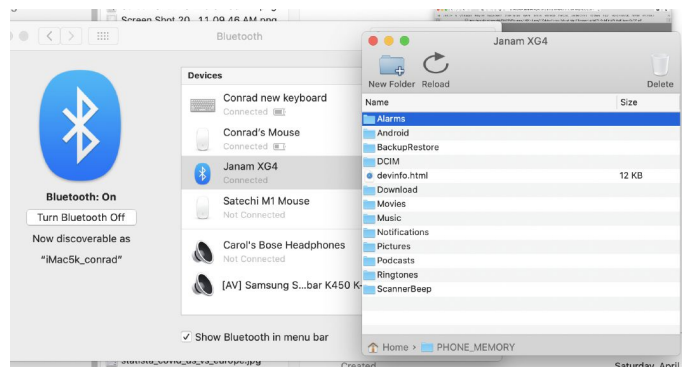 Screen Shot 20...11.09.46 AM.png
Bluetooth
Janam XG4
New Folder
Reload
Delete
Devices
Conrad new keyboard
Connected
Conrad's Mouse
Connected
Janam XG4
Connected
Satechi M1 Mouse
Not Connected
Carol's Bose Headphones
Not Connected
[AV] Samsung S...bar K450 K-
Bluetooth: On
Turn Bluetooth Off
Now discoverable as
“iMac5k_conrad”
Show Bluetooth in menu bar
Name
Size
Alarms
Android
BackupRestore
DCIM
devinfo.html
12 KB
Download
Movies
Music
Notifications
Pictures
Podcasts
Ringtones
ScannerBeep
Home › PHONE_MEMORY
statista_covid_us_vs_europe.jpg
Created
Saturday, April